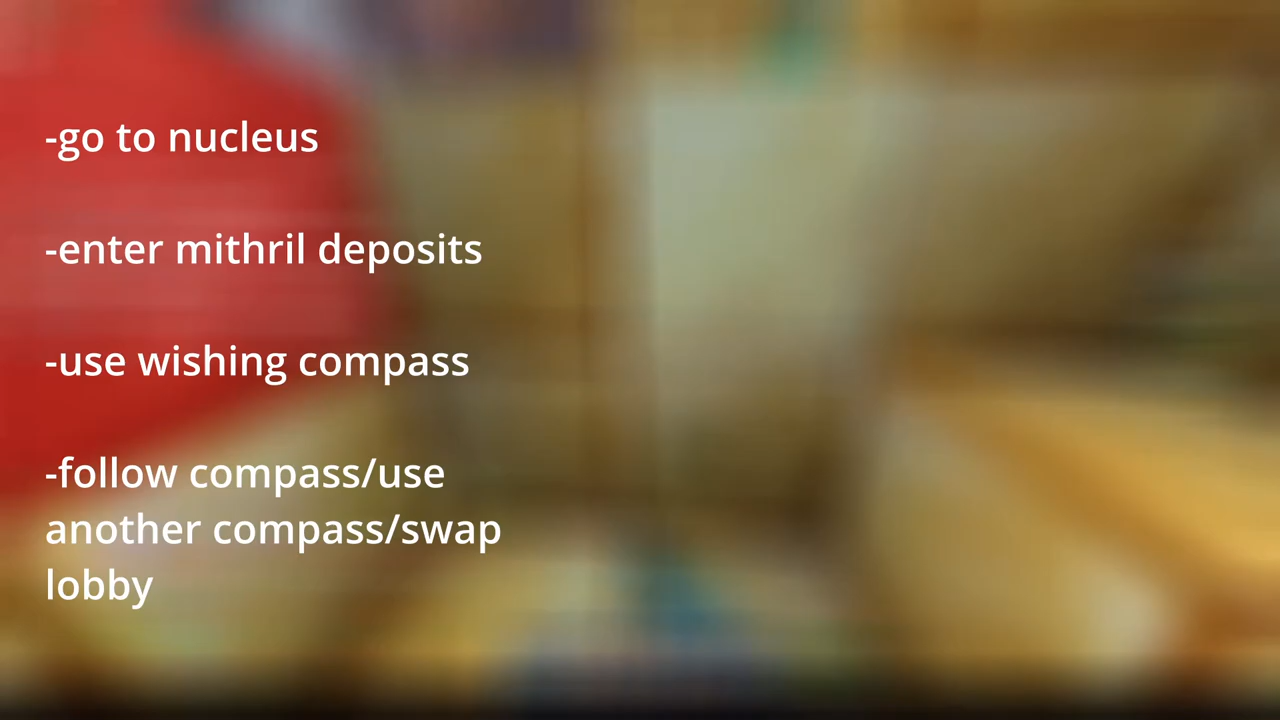 -go to nucleus
-enter mithril deposits
-use wishing compass
-follow compass/use
another compass/swap
lobby